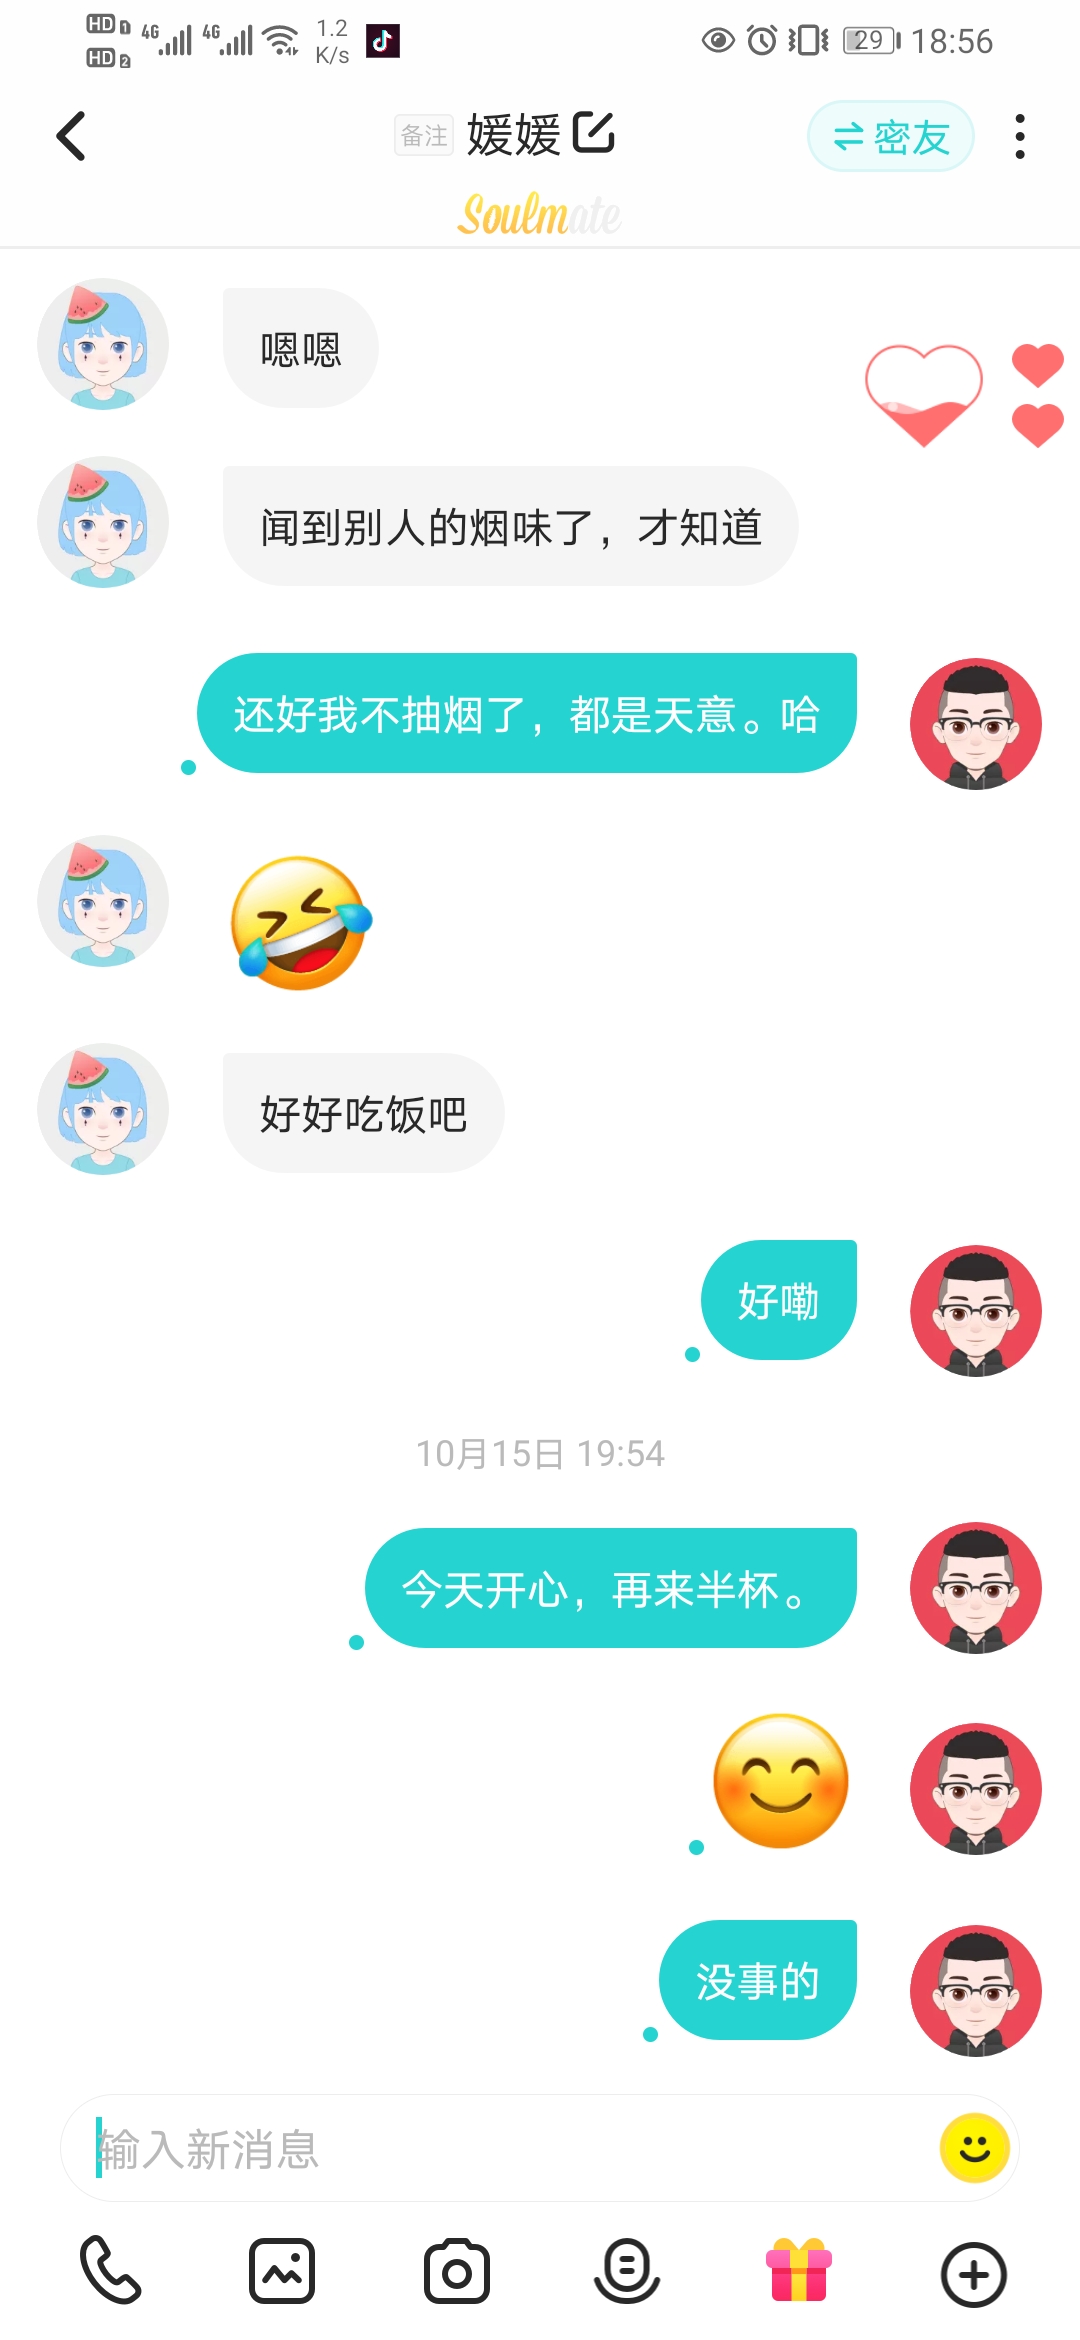 HD 1 4G 4G 1.2 29 18:56
HD 2 K/s
备注 媛媛 密友
Soulmate
嗯嗯
闻到别人的烟味了，才知道
还好我不抽烟了，都是天意。哈
好好吃饭吧
好嘞
10月15日 19:54
今天开心，再来半杯。
没事的
输入新消息